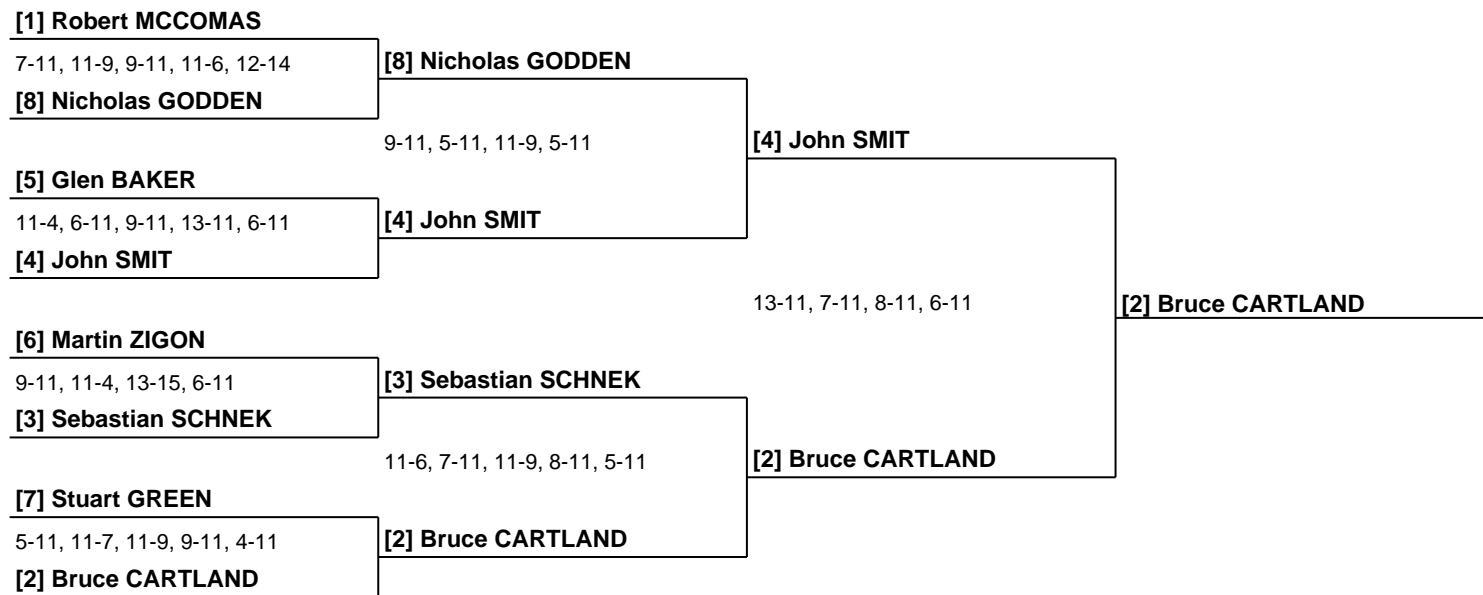 [1] Robert MCCOMAS
7-11, 11-9, 9-11, 11-6, 12-14
[8] Nicholas GODDEN
[8] Nicholas GODDEN
9-11, 5-11, 11-9, 5-11
[4] John SMIT
[5] Glen BAKER
11-4, 6-11, 9-11, 13-11, 6-11
[4] John SMIT
[4] John SMIT
13-11, 7-11, 8-11, 6-11
[2] Bruce CARTLAND
[6] Martin ZIGON
9-11, 11-4, 13-15, 6-11
[3] Sebastian SCHNEK
[3] Sebastian SCHNEK
11-6, 7-11, 11-9, 8-11, 5-11
[2] Bruce CARTLAND
[7] Stuart GREEN
5-11, 11-7, 11-9, 9-11, 4-11
[2] Bruce CARTLAND
[2] Bruce CARTLAND